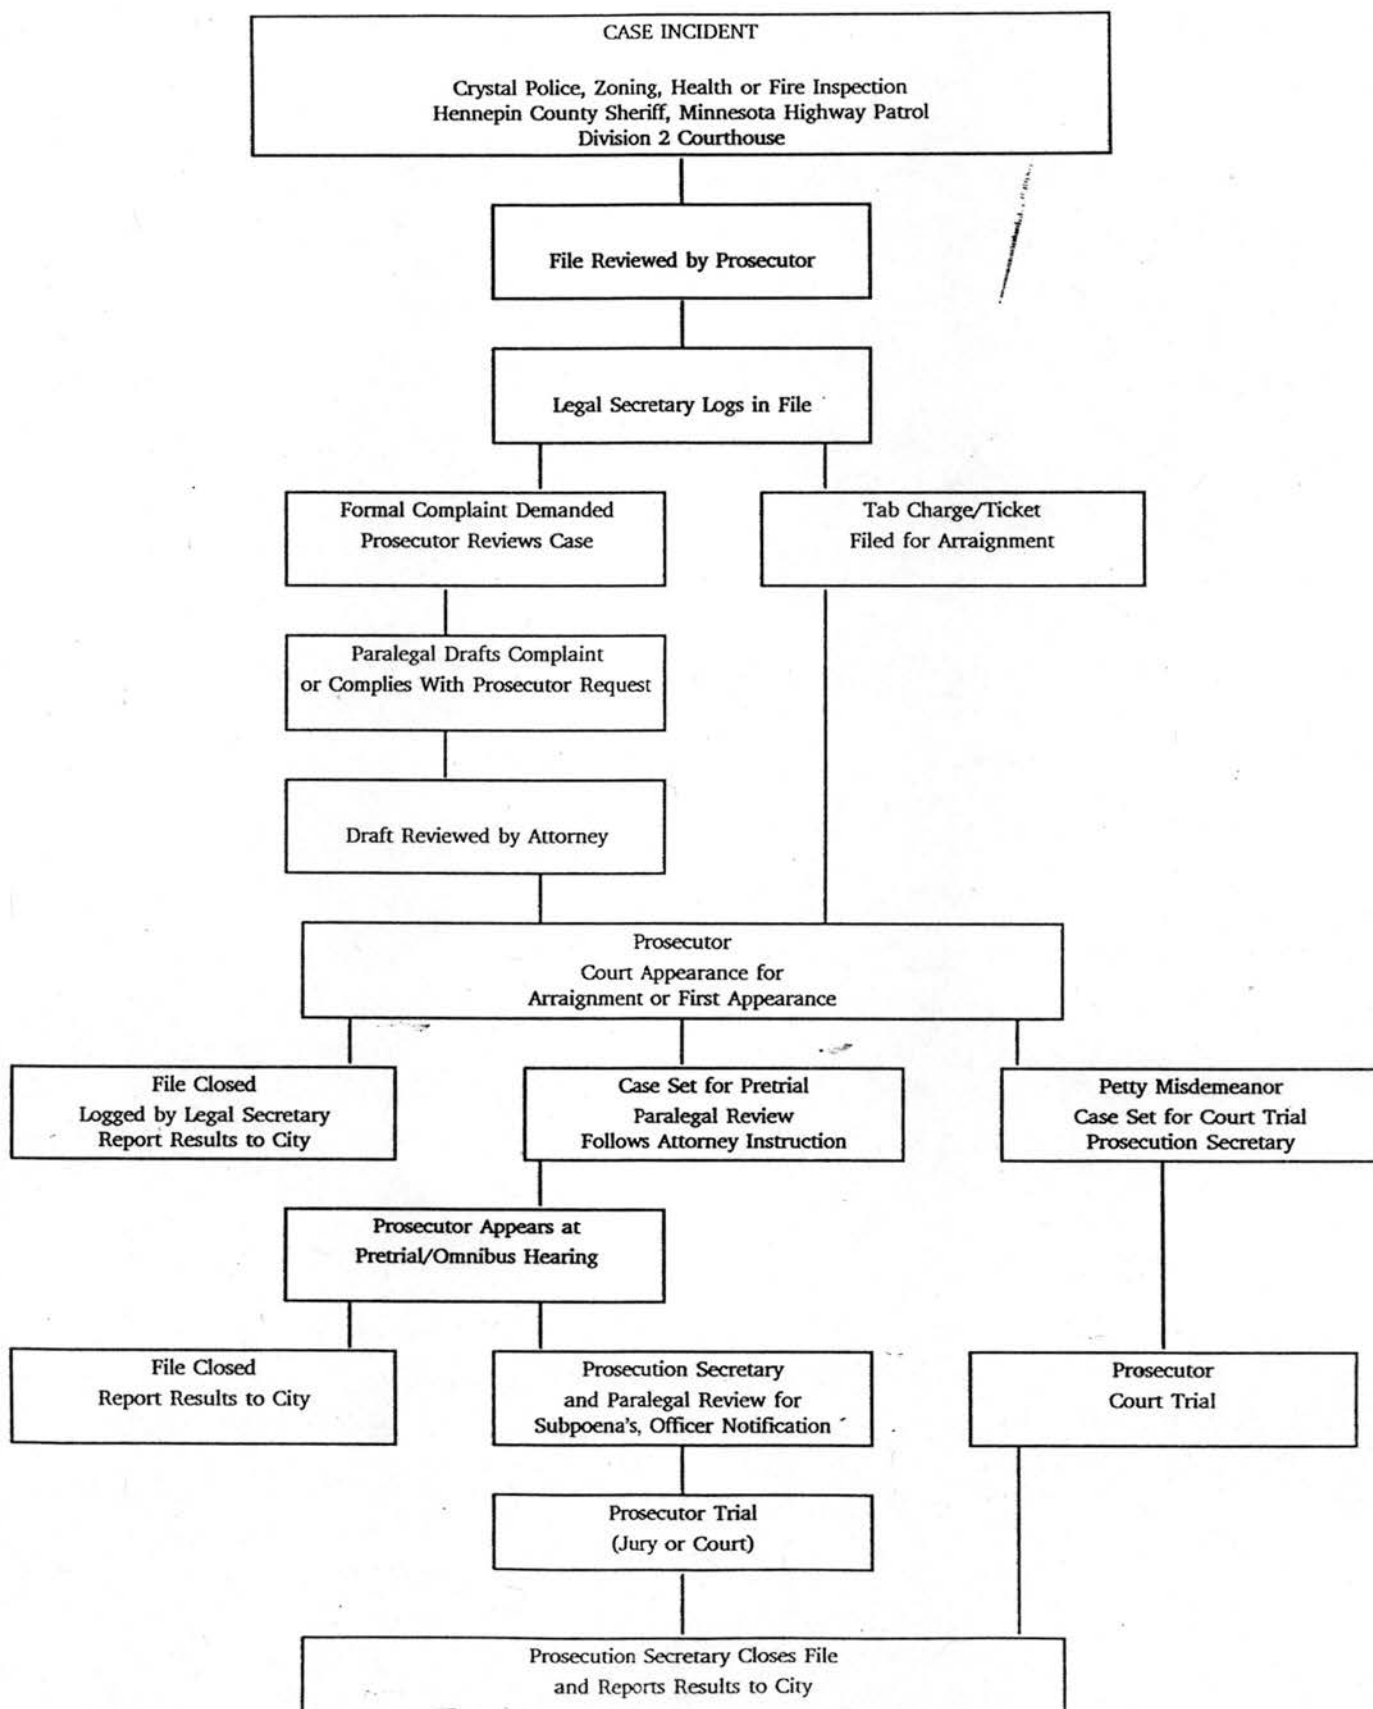 CASE INCIDENT
Crystal Police, Zoning, Health or Fire Inspection
Hennepin County Sheriff, Minnesota Highway Patrol
Division 2 Courthouse
File Reviewed by Prosecutor
Legal Secretary Logs in File
Formal Complaint Demanded
Prosecutor Reviews Case
Tab Charge/Ticket
Filed for Arraignment
Paralegal Drafts Complaint
or Complies With Prosecutor Request
Draft Reviewed by Attorney
Prosecutor
Court Appearance for
Arraignment or First Appearance
File Closed
Logged by Legal Secretary
Report Results to City
Case Set for Pretrial
Paralegal Review
Follows Attorney Instruction
Petty Misdemeanor
Case Set for Court Trial
Prosecution Secretary
Prosecutor Appears at
Pretrial/Omnibus Hearing
File Closed
Report Results to City
Prosecution Secretary
and Paralegal Review for
Subpoena's, Officer Notification
Prosecutor
Court Trial
Prosecutor Trial
(Jury or Court)
Prosecution Secretary Closes File
and Reports Results to City